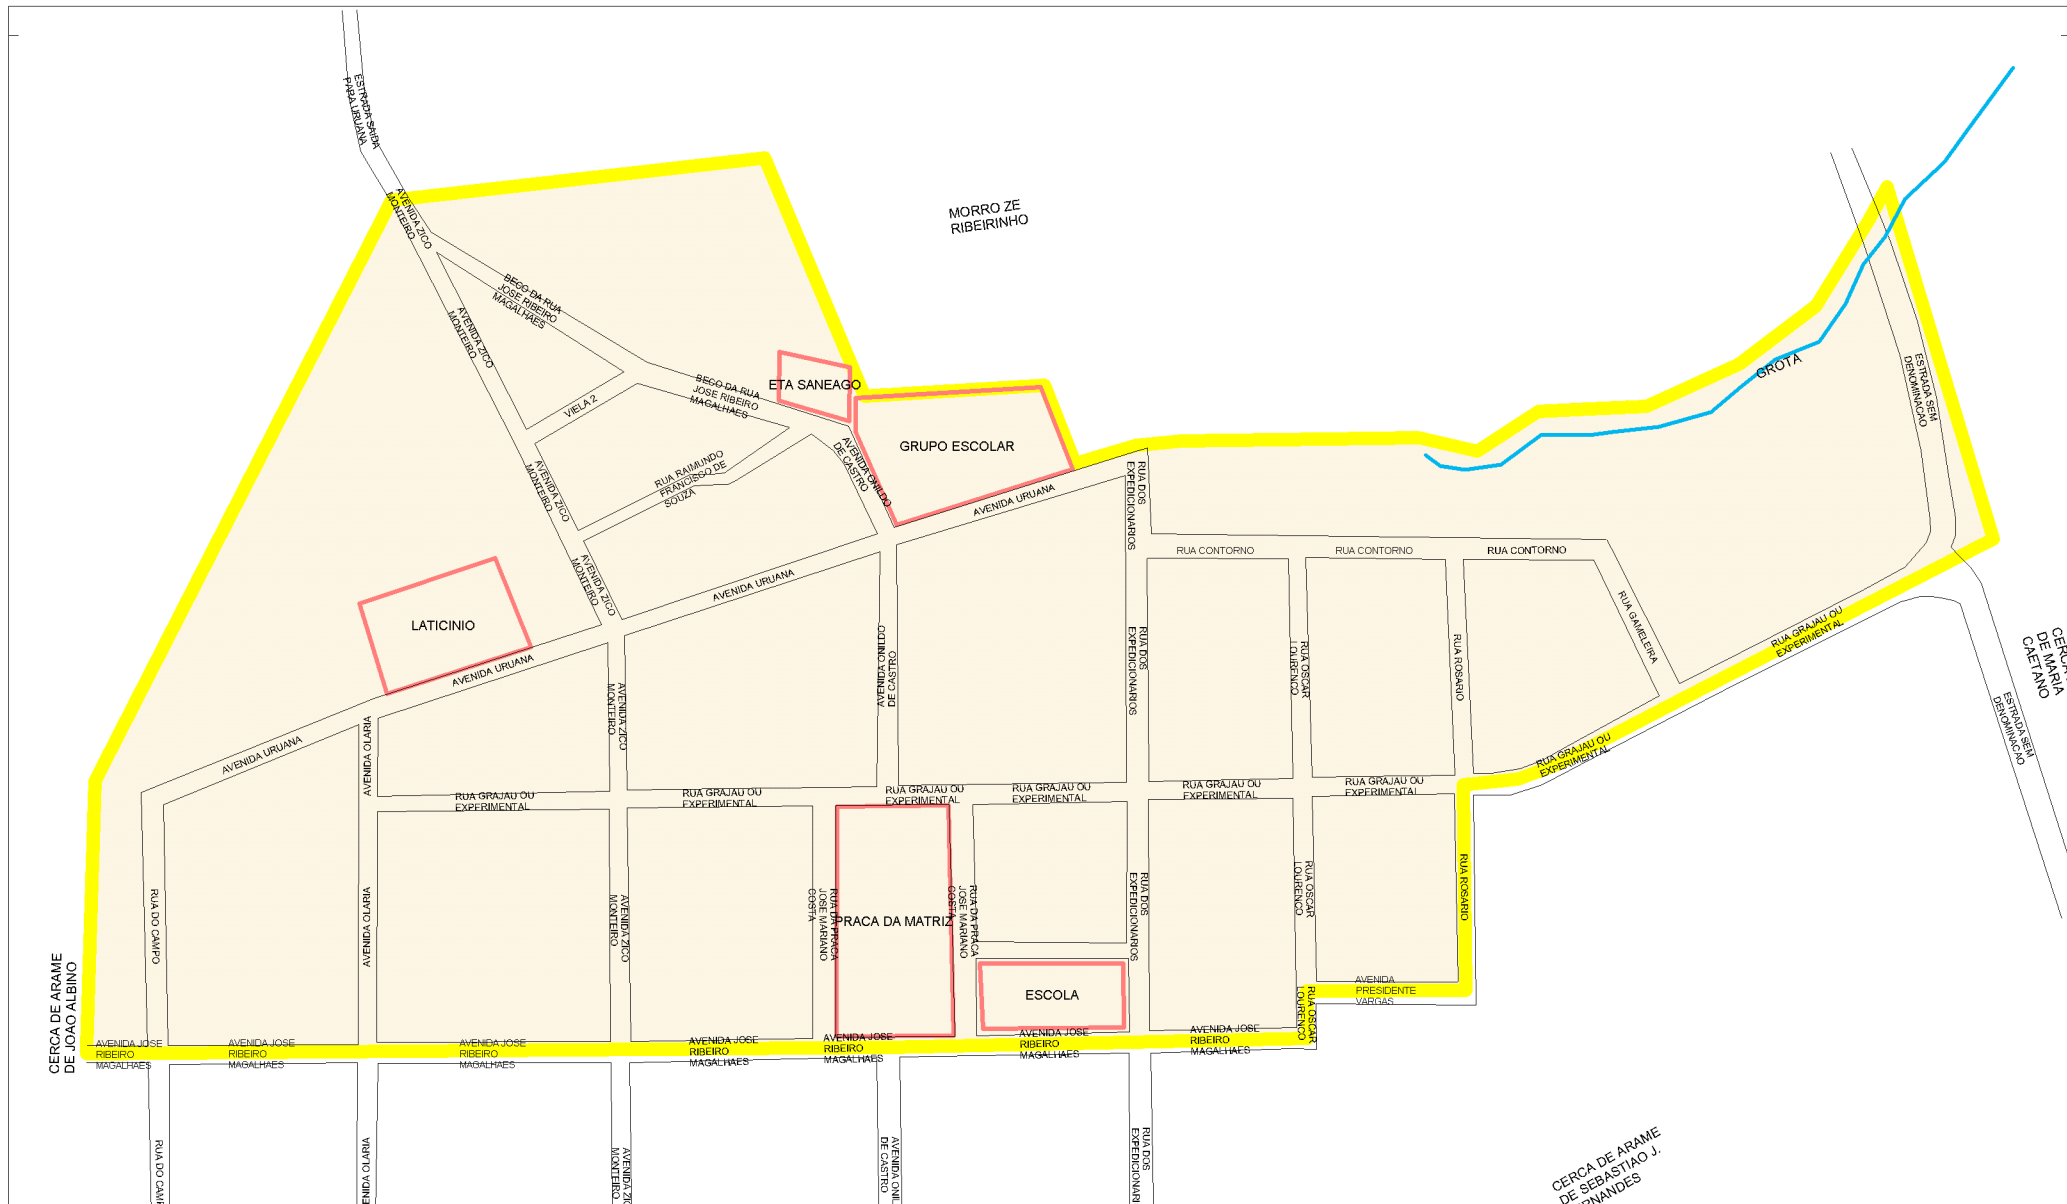 ESTRADA SAIDA
PARA URUANA
AVENIDA ZICO
MONTEIRO
MORRO ZE
RIBEIRINHO
BECO DA RUA
JOSE RIBEIRO
MAGALHAES
AVENIDA ZICO
MONTEIRO
ETA SANEAGO
BECO DA RUA
JOSE RIBEIRO
MAGALHAES
VIELA 2
GROTA
ESTRADA SEM
DENOMINACAO
GRUPO ESCOLAR
AVENIDA ONILDO
DE CASTRO
RUA RAIMUNDO
FRANCISCO DE
SOUZA
AVENIDA ZICO
MONTEIRO
AVENIDA URUANA
RUA DOS
EXPEDICIONARIOS
RUA CONTORNO
RUA CONTORNO
RUA CONTORNO
AVENIDA ZICO
MONTEIRO
AVENIDA URUANA
LATICINIO
AVENIDA URUANA
RUA GAMELEIRA
RUA GRAJAU OU
EXPERIMENTAL
AVENIDA ONILDO
DE CASTRO
RUA DOS
EXPEDICIONARIOS
RUA OSCAR
LOURENCO
RUA ROSARIO
DE MARIA
CAETANO
ESTRADA SEM
DENOMINACAO
AVENIDA ZICO
MONTEIRO
AVENIDA URUANA
AVENIDA OLARIA
RUA GRAJAU OU
EXPERIMENTAL
RUA GRAJAU OU
EXPERIMENTAL
RUA GRAJAU OU
EXPERIMENTAL
RUA GRAJAU OU
EXPERIMENTAL
RUA GRAJAU OU
EXPERIMENTAL
RUA GRAJAU OU
EXPERIMENTAL
RUA GRAJAU OU
EXPERIMENTAL
RUA DO CAMPO
AVENIDA OLARIA
AVENIDA ZICO
MONTEIRO
RUA DA PRACA
JOSE MARIANO
COSTA
PRACA DA MATRIZ
RUA DA PRACA
JOSE MARIANO
COSTA
RUA DOS
EXPEDICIONARIOS
RUA OSCAR
LOURENCO
RUA ROSARIO
ESCOLA
AVENIDA
PRESIDENTE
VARGAS
RUA OSCAR
LOURENCO
CERCA DE ARAME
DE JOAO ALBINO
AVENIDA JOSE
RIBEIRO
MAGALHAES
AVENIDA JOSE
RIBEIRO
MAGALHAES
AVENIDA JOSE
RIBEIRO
MAGALHAES
AVENIDA JOSE
RIBEIRO
MAGALHAES
AVENIDA JOSE
RIBEIRO
MAGALHAES
AVENIDA JOSE
RIBEIRO
MAGALHAES
AVENIDA JOSE
RIBEIRO
MAGALHAES
RUA DO
OLARIA
AVENIDA
MONTEIRO
AVENIDA
DE CASTRO
RUA DOS
CERCA DE ARAME
DE SEBASTIAO J.